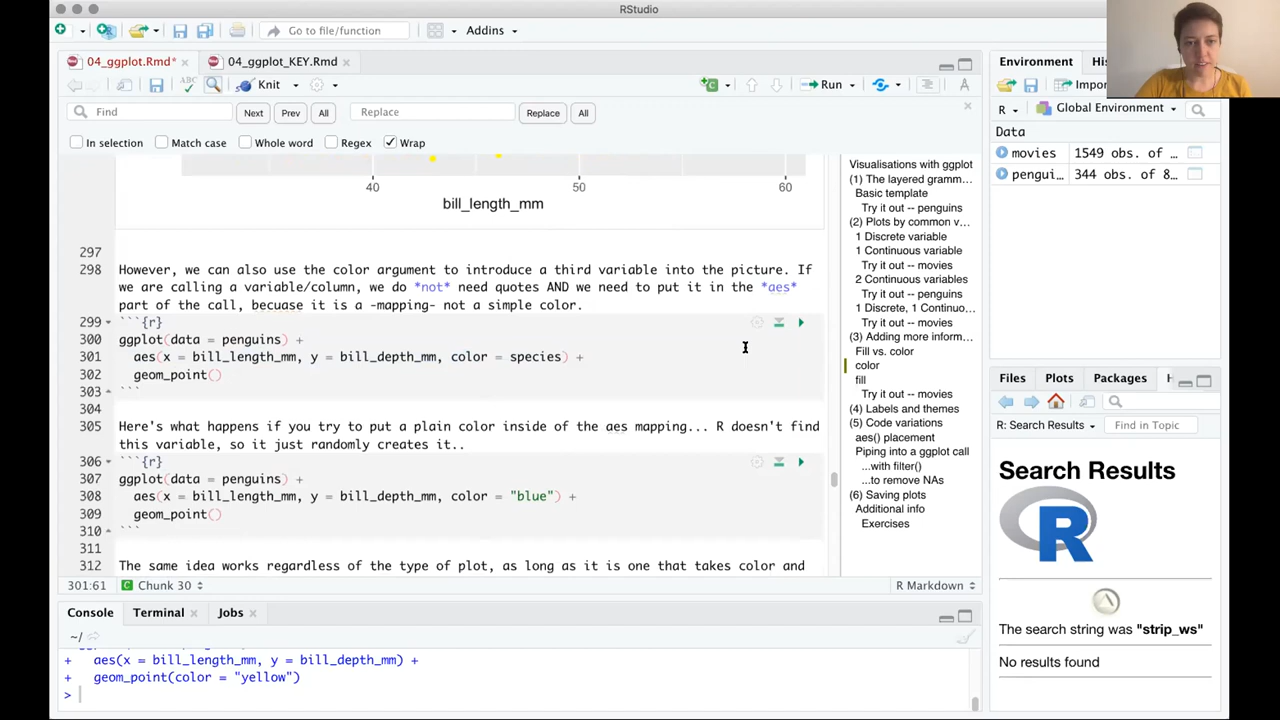 RStudio
Go to file/function
Addins
04_ggplot.Rmd*
04_ggplot_KEY.Rmd
ABC
Knit
Run
Find
Next
Prev
All
Replace
Replace
All
In selection
Match case
Whole word
Regex
Wrap
40
50
60
bill_length_mm
297
298 However, we can also use the color argument to introduce a third variable into the picture. If
we are calling a variable/column, we do *not* need quotes AND we need to put it in the *aes*
part of the call, becuase it is a -mapping- not a simple color.
299 ```{r}
300 ggplot(data = penguins) +
301 aes(x = bill_length_mm, y = bill_depth_mm, color = species) +
302 geom_point()
303 ```
304
305 Here's what happens if you try to put a plain color inside of the aes mapping... R doesn't find
this variable, so it just randomly creates it..
306 ```{r}
307 ggplot(data = penguins) +
308 aes(x = bill_length_mm, y = bill_depth_mm, color = "blue") +
309 geom_point()
310 ```
311
312 The same idea works regardless of the type of plot, as long as it is one that takes color and
301:61
Chunk 30
R Markdown
Visualisations with ggplot
(1) The layered gramm...
Basic template
Try it out -- penguins
(2) Plots by common v...
1 Discrete variable
1 Continuous variable
Try it out -- movies
2 Continuous variables
Try it out -- penguins
1 Discrete, 1 Continuo...
Try it out -- movies
(3) Adding more inform...
Fill vs. color
color
fill
Try it out -- movies
(4) Labels and themes
(5) Code variations
aes() placement
Piping into a ggplot call
...with filter()
...to remove NAs
(6) Saving plots
Additional info
Exercises
Console
Terminal
Jobs
~/
+ aes(x = bill_length_mm, y = bill_depth_mm) +
+ geom_point(color = "yellow")
>
Environment
His
Impor
R
Global Environment
Data
movies 1549 obs. of …
pengui… 344 obs. of 8…
Files
Plots
Packages
R: Search Results
Find in Topic
Search Results
R
The search string was "strip_ws"
No results found